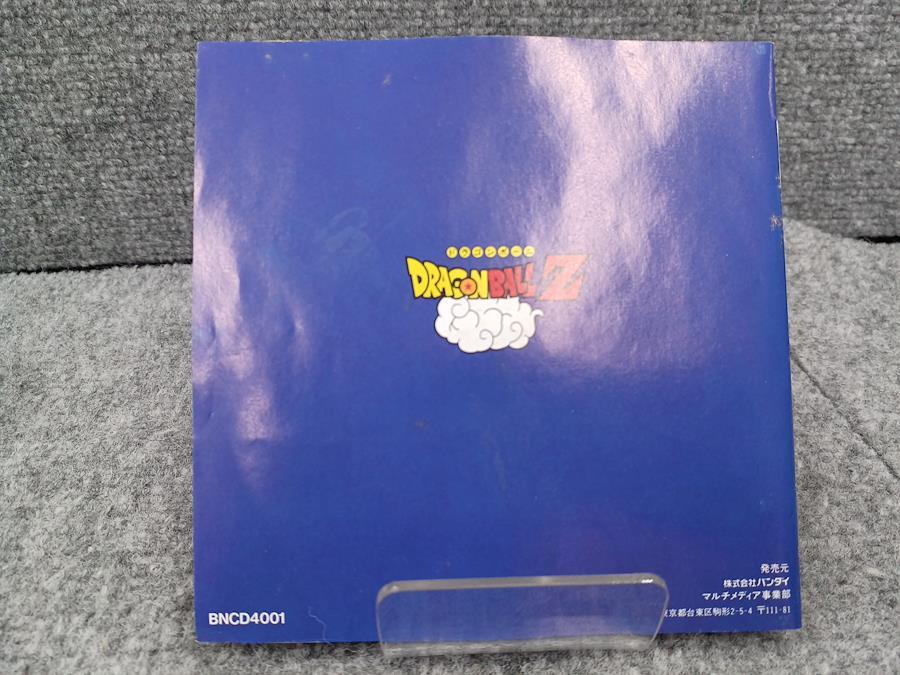 ドラゴンボール
DRAGON BALL Z
発売元
株式会社バンダイ
マルチメディア事業部
東京都台東区駒形2-5-4 〒111-81
BNCD4001